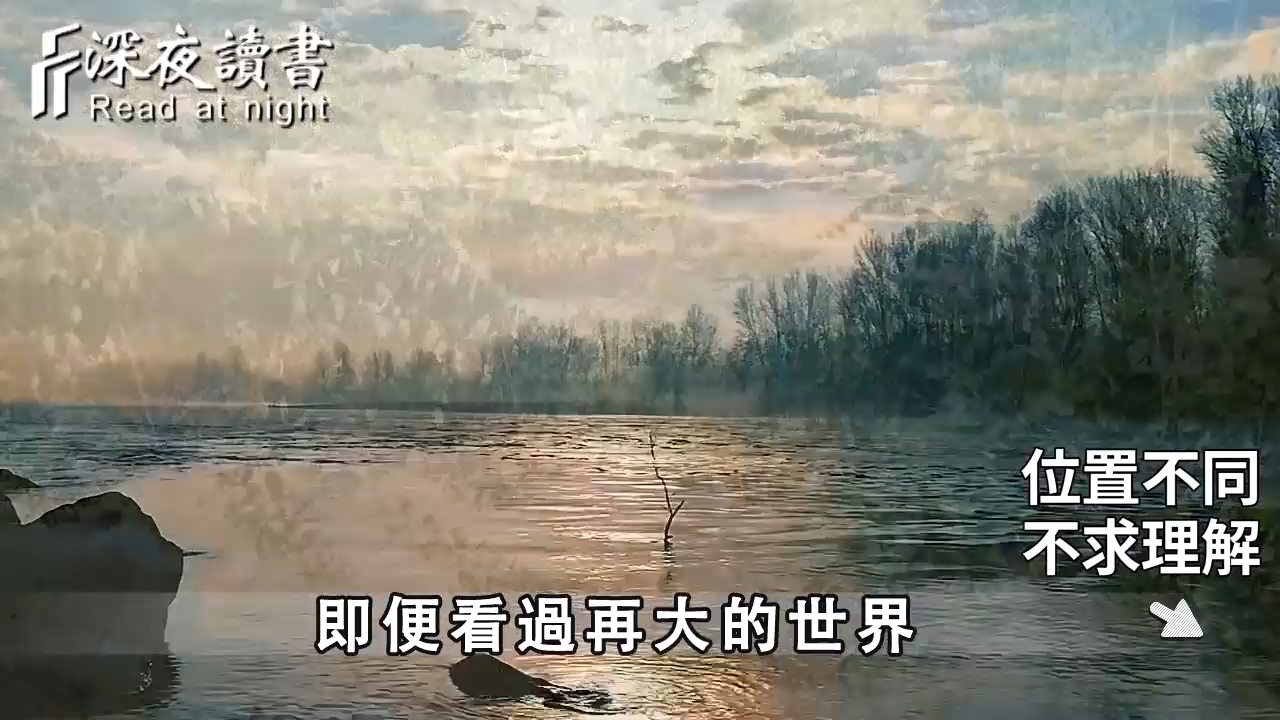 深夜讀書
Read at night
位置不同
不求理解
即便看過再大的世界